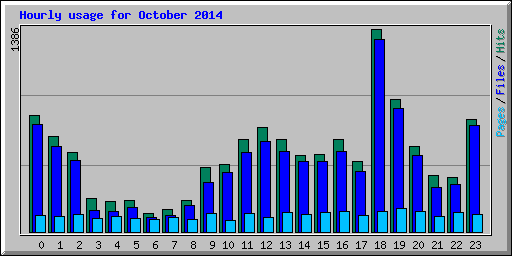 Hourly usage for October 2014
1386
Pages / Files / Hits
0 1 2 3 4 5 6 7 8 9 10 11 12 13 14 15 16 17 18 19 20 21 22 23